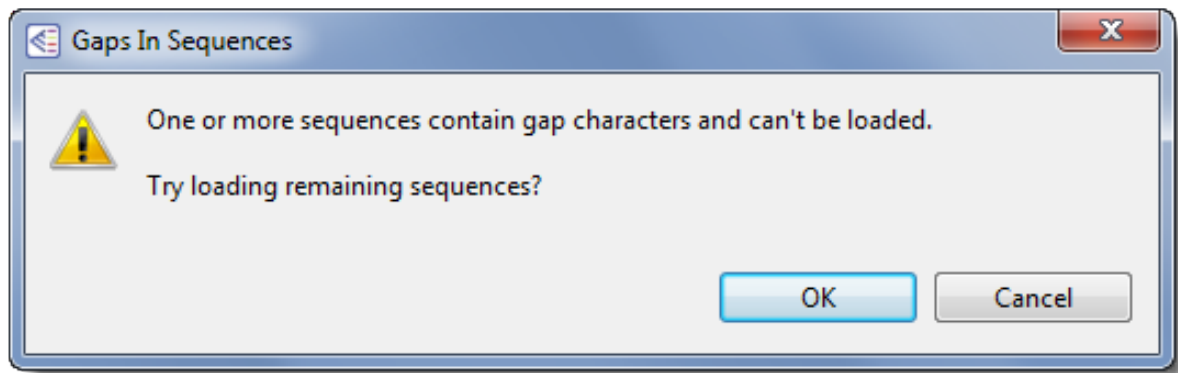 Gaps In Sequences
One or more sequences contain gap characters and can't be loaded.
Try loading remaining sequences?
OK
Cancel